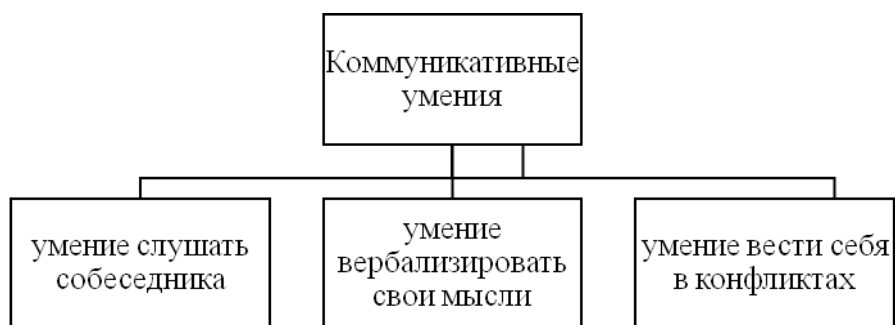 Коммуникативные
умения
умение слушать
собеседника
умение
вербализировать
свои мысли
умение вести себя
в конфликтах